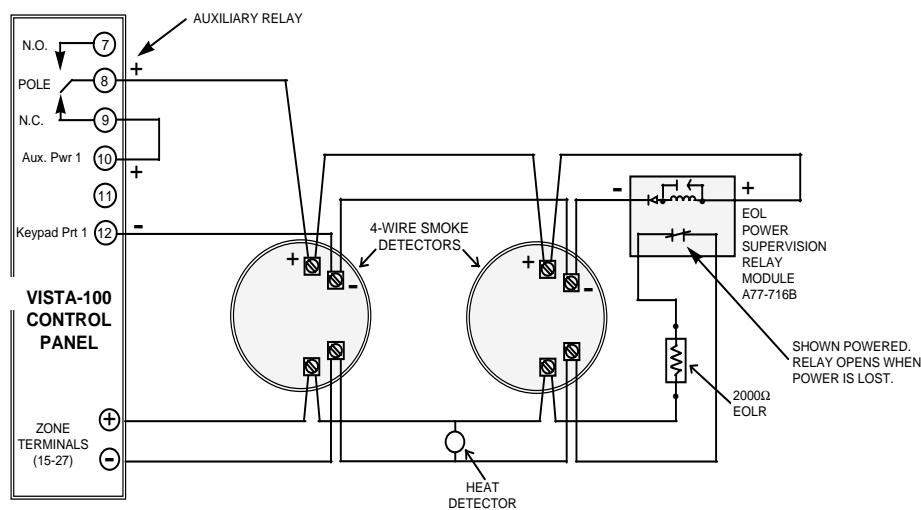 AUXILIARY RELAY
N.O.
7
+
POLE
8
N.C.
9
Aux. Pwr 1
10
+
11
Keypad Prt 1
12
-
4-WIRE SMOKE
DETECTORS
+
-
+
-
-
+
EOL
POWER
SUPERVISION
RELAY
MODULE
A77-716B
VISTA-100
CONTROL
PANEL
SHOWN POWERED.
RELAY OPENS WHEN
POWER IS LOST.
2000Ω
EOLR
ZONE
TERMINALS
(15-27)
+
-
HEAT
DETECTOR